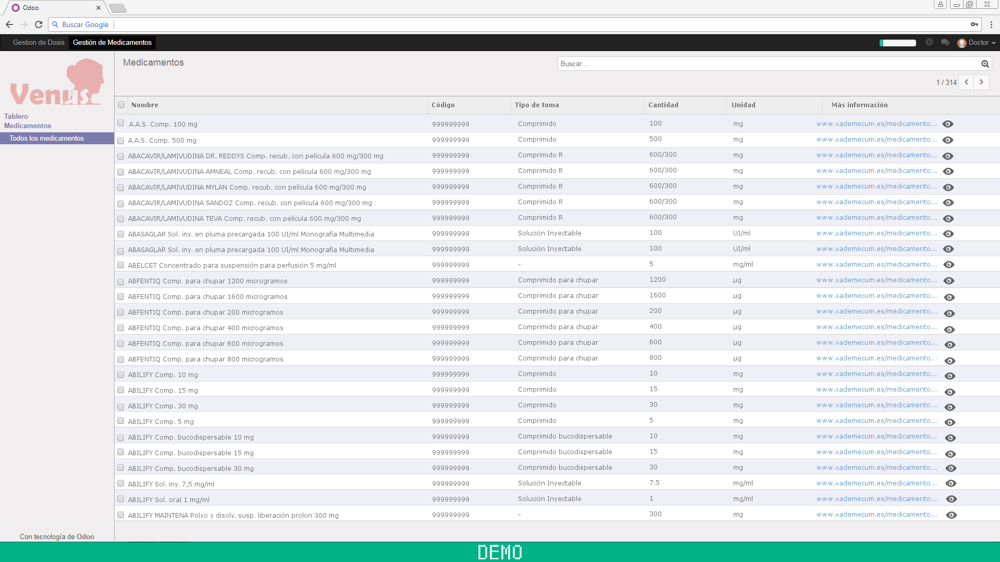 Odoo
Buscar Google
Gestion de Dosis Gestión de Medicamentos @ Doctor
Venus
Medicamentos
Buscar...
1 / 314
Tablero
Medicamentos
Todos los medicamentos
Nombre Código Tipo de toma Cantidad Unidad Más información
A.A.S. Comp. 100 mg 999999999 Comprimido 100 mg www.vademecum.es/medicamento...
A.A.S. Comp. 500 mg 999999999 Comprimido 500 mg www.vademecum.es/medicamento...
ABACAVIR/LAMIVUDINA DR. REDDYS Comp. recub. con película 600 mg/300 mg 999999999 Comprimido R 600/300 mg www.vademecum.es/medicamento...
ABACAVIR/LAMIVUDINA AMNEAL Comp. recub. con película 600 mg/300 mg 999999999 Comprimido R 600/300 mg www.vademecum.es/medicamento...
ABACAVIR/LAMIVUDINA MYLAN Comp. recub. con película 600 mg/300 mg 999999999 Comprimido R 600/300 mg www.vademecum.es/medicamento...
ABACAVIR/LAMIVUDINA SANDOZ Comp. recub. con película 600 mg/300 mg 999999999 Comprimido R 600/300 mg www.vademecum.es/medicamento...
ABACAVIR/LAMIVUDINA TEVA Comp. recub. con película 600 mg/300 mg 999999999 Comprimido R 600/300 mg www.vademecum.es/medicamento...
ABASAGLAR Sol. iny. en pluma precargada 100 UI/ml Monografía Multimedia 999999999 Solución Inyectable 100 UI/ml www.vademecum.es/medicamento...
ABASAGLAR Sol. iny. en pluma precargada 100 UI/ml Monografía Multimedia 999999999 Solución Inyectable 100 UI/ml www.vademecum.es/medicamento...
ABELCET Concentrado para suspensión para perfusión 5 mg/ml 999999999 - 5 mg/ml www.vademecum.es/medicamento...
ABFENTIQ Comp. para chupar 1200 microgramos 999999999 Comprimido para chupar 1200 µg www.vademecum.es/medicamento...
ABFENTIQ Comp. para chupar 1600 microgramos 999999999 Comprimido para chupar 1600 µg www.vademecum.es/medicamento...
ABFENTIQ Comp. para chupar 200 microgramos 999999999 Comprimido para chupar 200 µg www.vademecum.es/medicamento...
ABFENTIQ Comp. para chupar 400 microgramos 999999999 Comprimido para chupar 400 µg www.vademecum.es/medicamento...
ABFENTIQ Comp. para chupar 600 microgramos 999999999 Comprimido para chupar 600 µg www.vademecum.es/medicamento...
ABFENTIQ Comp. para chupar 800 microgramos 999999999 Comprimido para chupar 800 µg www.vademecum.es/medicamento...
ABILIFY Comp. 10 mg 999999999 Comprimido 10 mg www.vademecum.es/medicamento...
ABILIFY Comp. 15 mg 999999999 Comprimido 15 mg www.vademecum.es/medicamento...
ABILIFY Comp. 30 mg 999999999 Comprimido 30 mg www.vademecum.es/medicamento...
ABILIFY Comp. 5 mg 999999999 Comprimido 5 mg www.vademecum.es/medicamento...
ABILIFY Comp. bucodispersable 10 mg 999999999 Comprimido bucodispersable 10 mg www.vademecum.es/medicamento...
ABILIFY Comp. bucodispersable 15 mg 999999999 Comprimido bucodispersable 15 mg www.vademecum.es/medicamento...
ABILIFY Comp. bucodispersable 30 mg 999999999 Comprimido bucodispersable 30 mg www.vademecum.es/medicamento...
ABILIFY Sol. iny. 7,5 mg/ml 999999999 Solución Inyectable 7.5 mg/ml www.vademecum.es/medicamento...
ABILIFY Sol. oral 1 mg/ml 999999999 Solución Inyectable 1 mg/ml www.vademecum.es/medicamento...
ABILIFY MAINTENA Polvo y disolv. susp. liberación prolon 300 mg 999999999 - 300 mg www.vademecum.es/medicamento...
Con tecnología de Odoo
DEMO